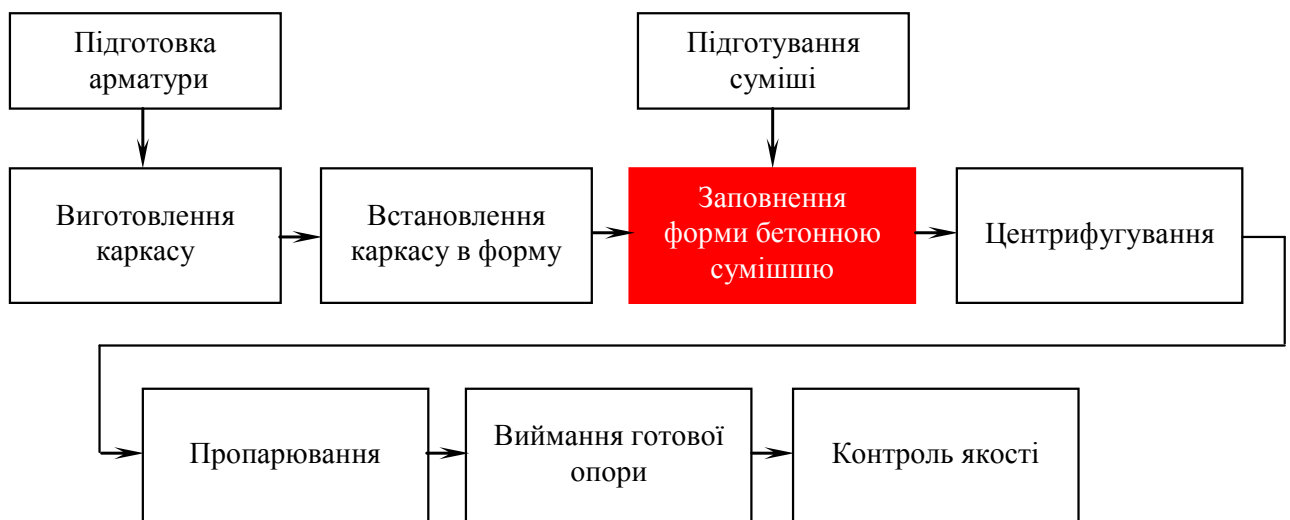 Підготовка
арматури
Підготування
суміші
Виготовлення
каркасу
Встановлення
каркасу в форму
Заповнення
форми бетонною
сумішшю
Центрифугування
Пропарювання
Виймання готової
опори
Контроль якості